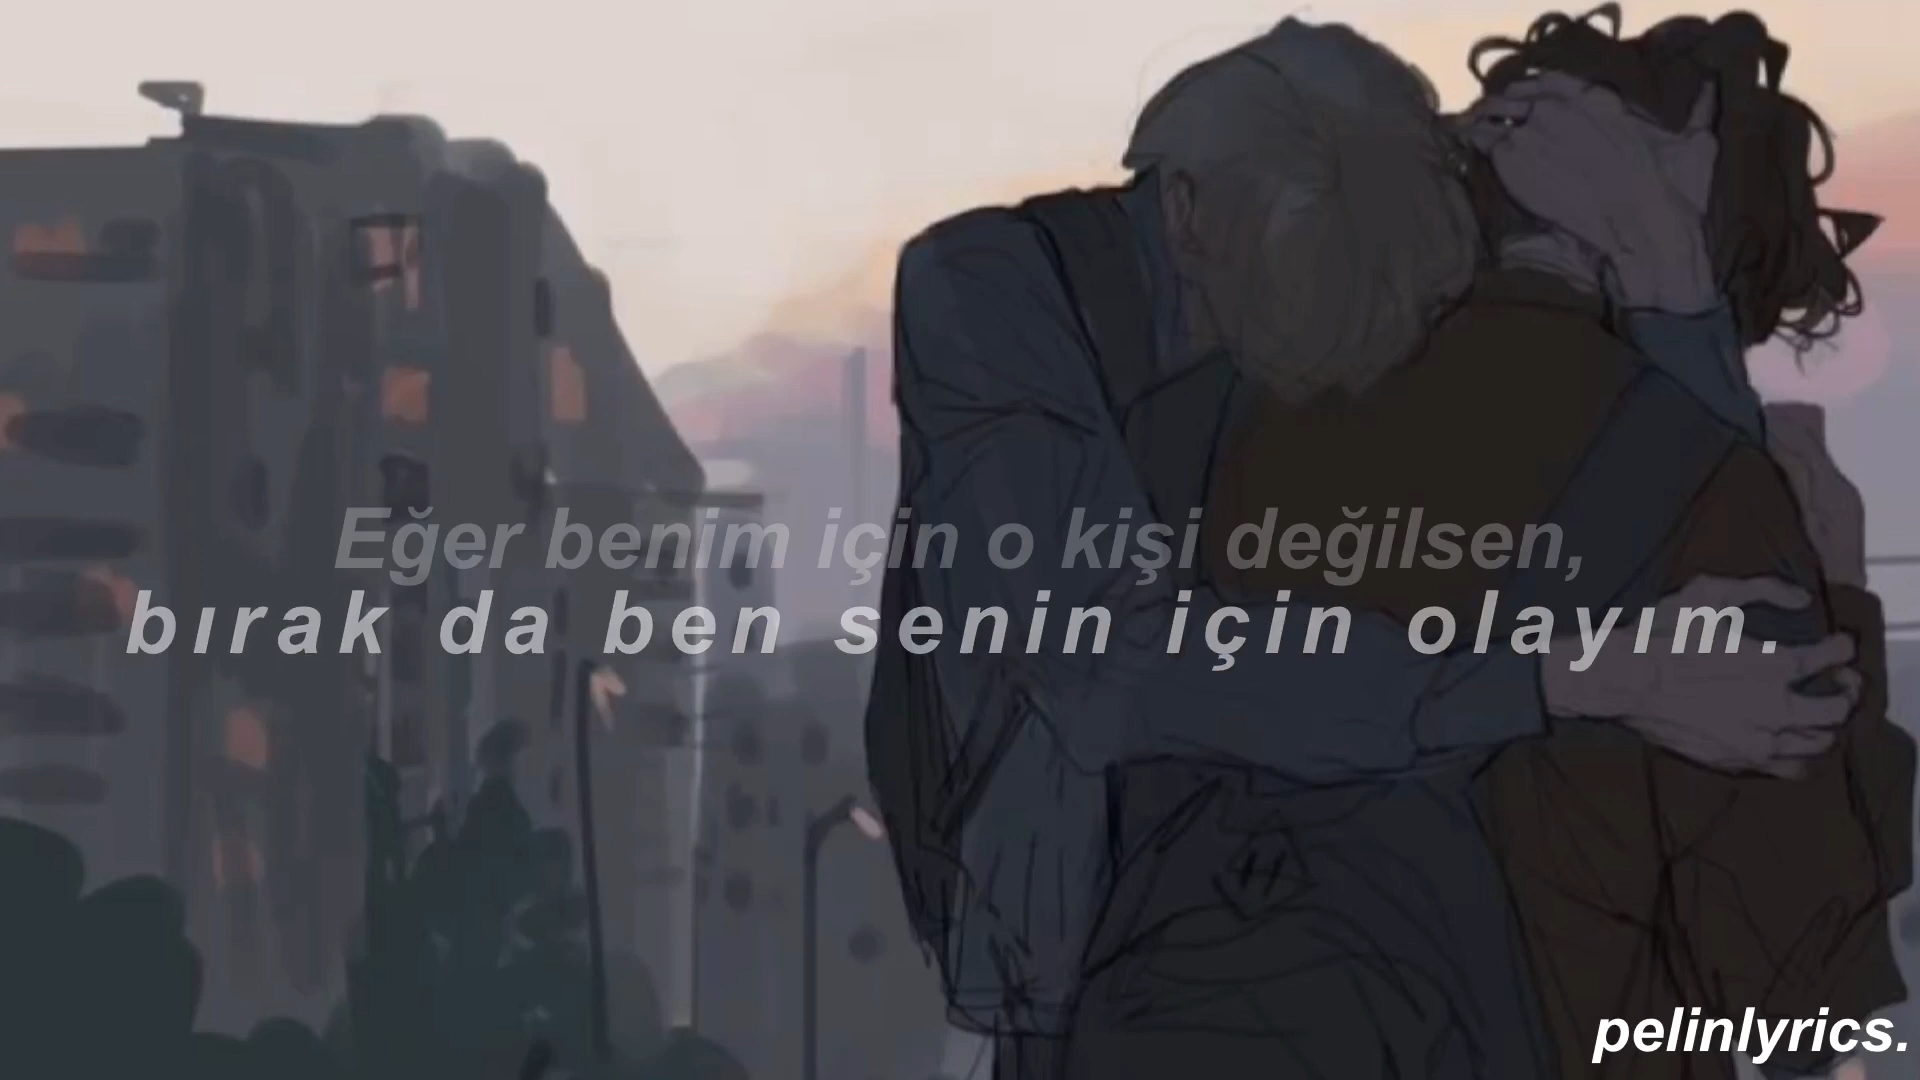 Eğer benim için o kişi değilsen,
bırak da ben senin için olayım.
pelinlyrics.